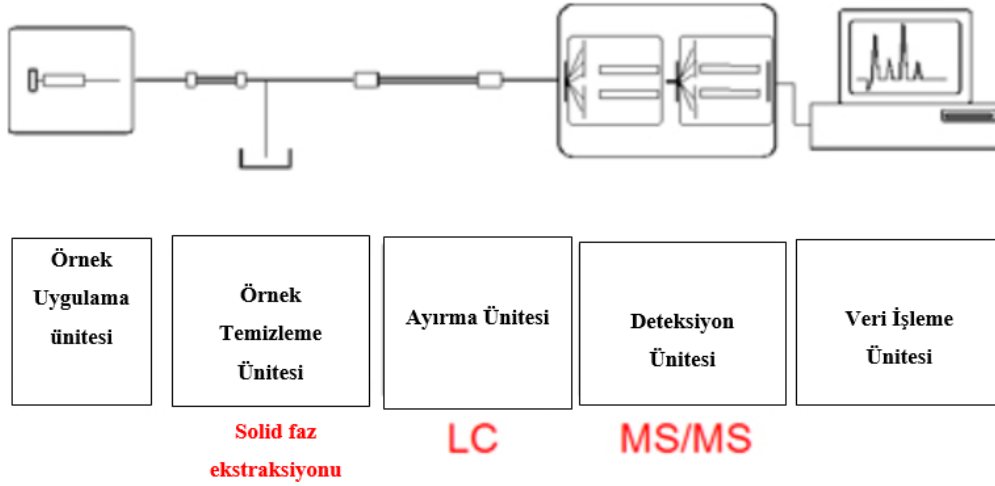 Örnek
Uygulama
ünitesi
Örnek
Temizleme
Ünitesi
Ayırma Ünitesi
Deteksiyon
Ünitesi
Veri İşleme
Ünitesi
Solid faz
ekstraksiyonu
LC
MS/MS